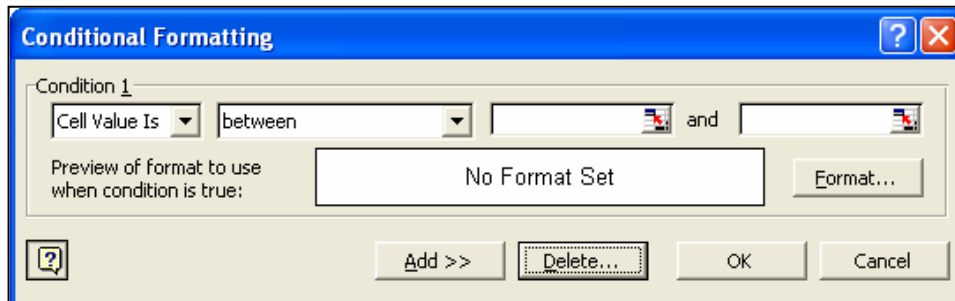 Conditional Formatting
Condition 1
Cell Value Is between and
Preview of format to use
when condition is true:
No Format Set
Format...
Add >> Delete... OK Cancel